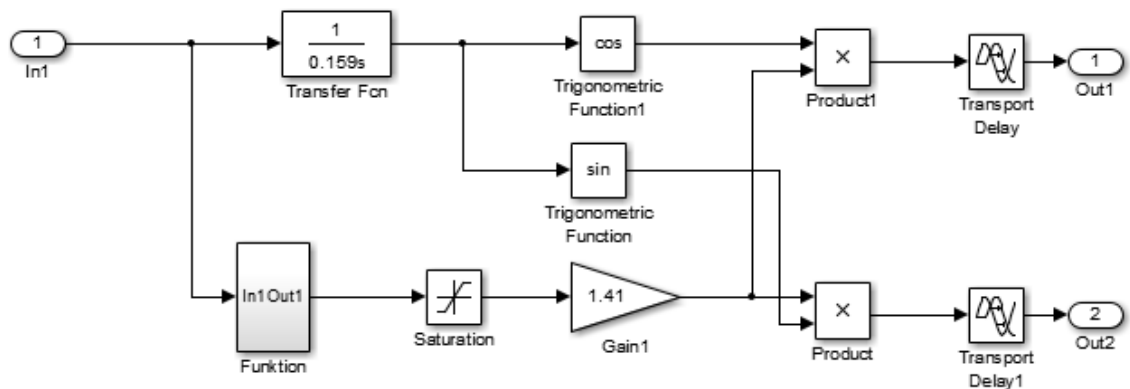 1
In1
1
0.159s
Transfer Fcn
cos
Trigonometric
Function1
×
Product1
Transport
Delay
1
Out1
sin
Trigonometric
Function
In1Out1
Funktion
Saturation
1.41
Gain1
×
Product
Transport
Delay1
2
Out2